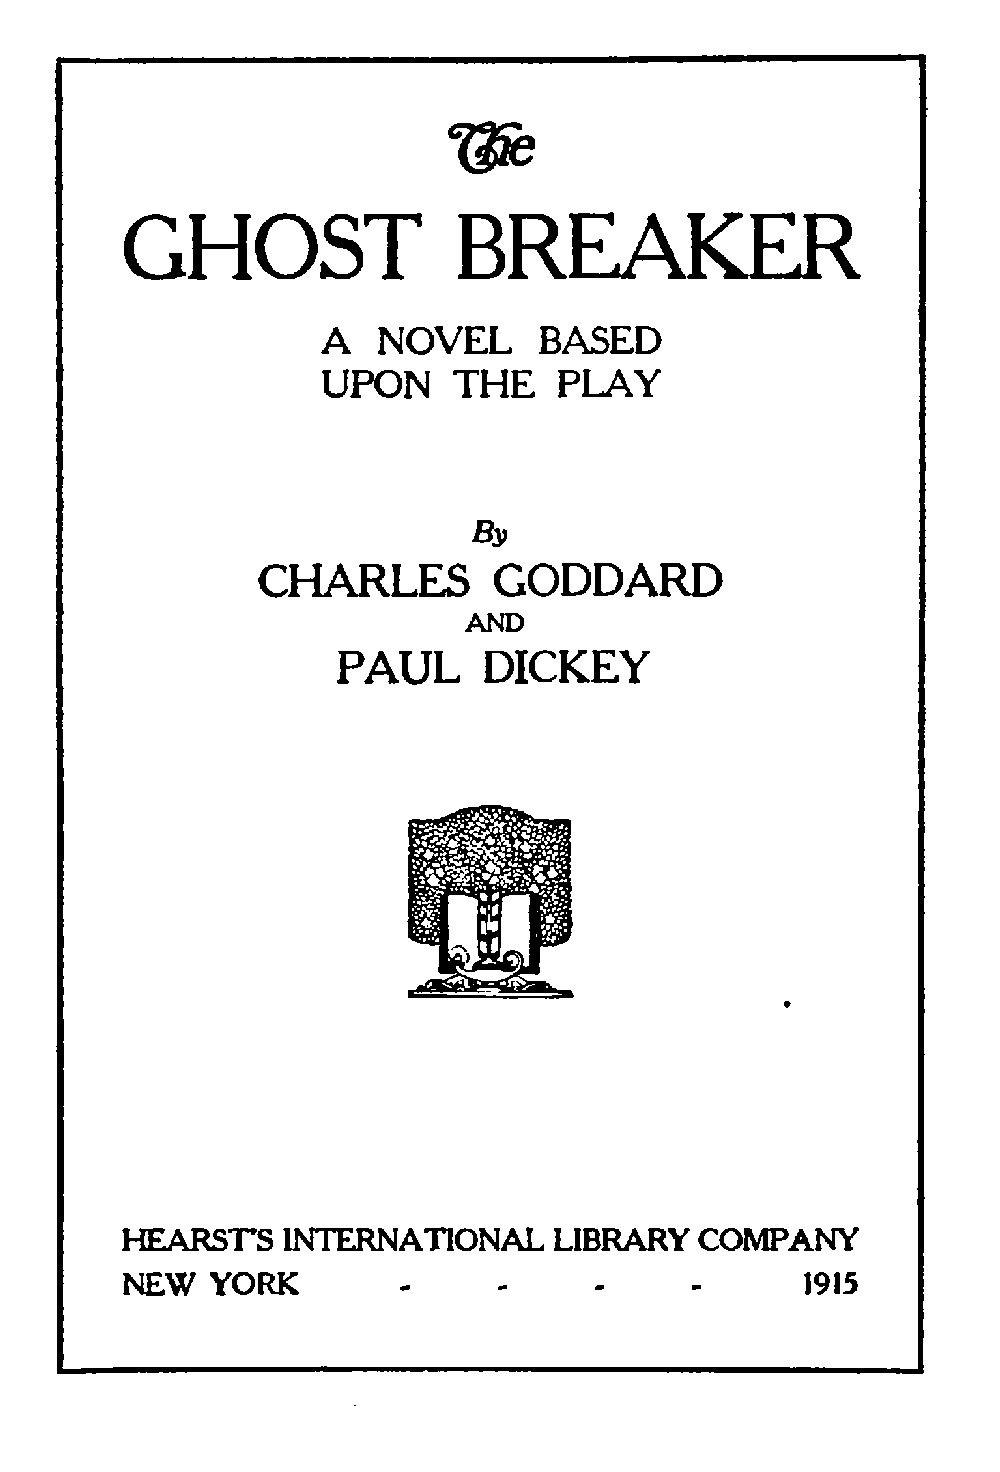 The
GHOST BREAKER
A NOVEL BASED
UPON THE PLAY
By
CHARLES GODDARD
AND
PAUL DICKEY
HEARST'S INTERNATIONAL LIBRARY COMPANY
NEW YORK - - - - 1915